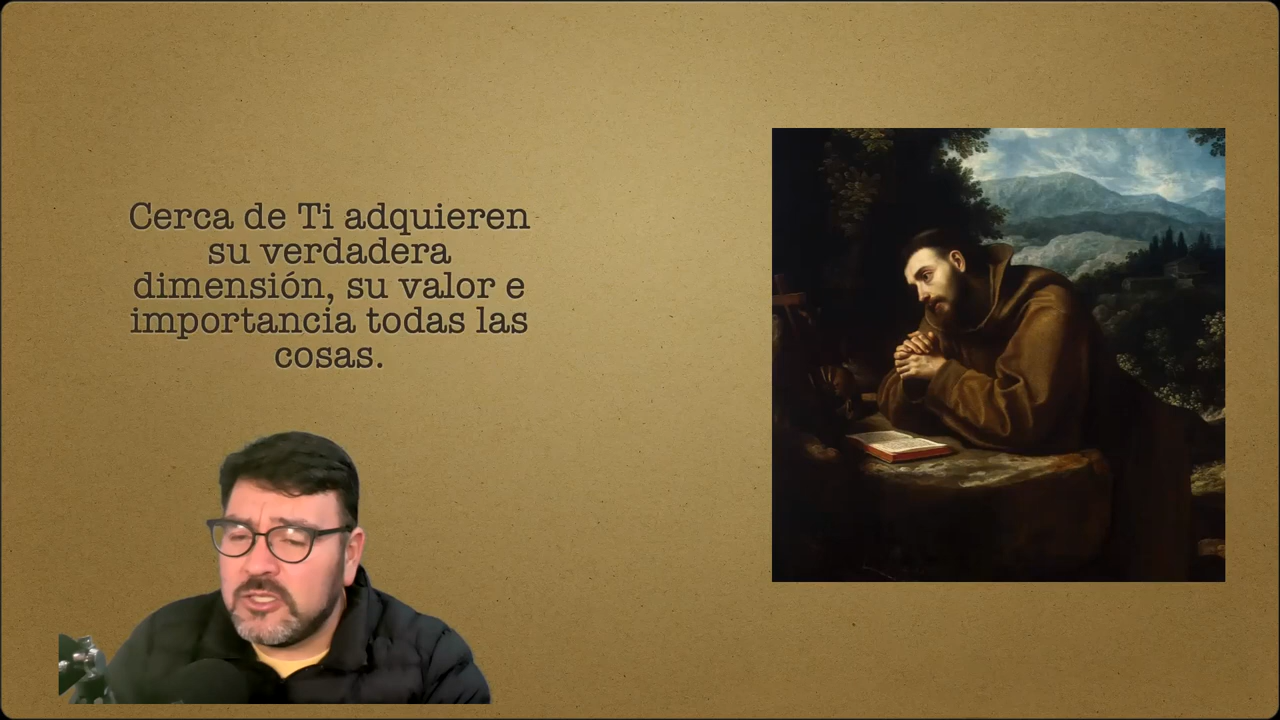 Cerca de Ti adquieren
su verdadera
dimensión, su valor e
importancia todas las
cosas.